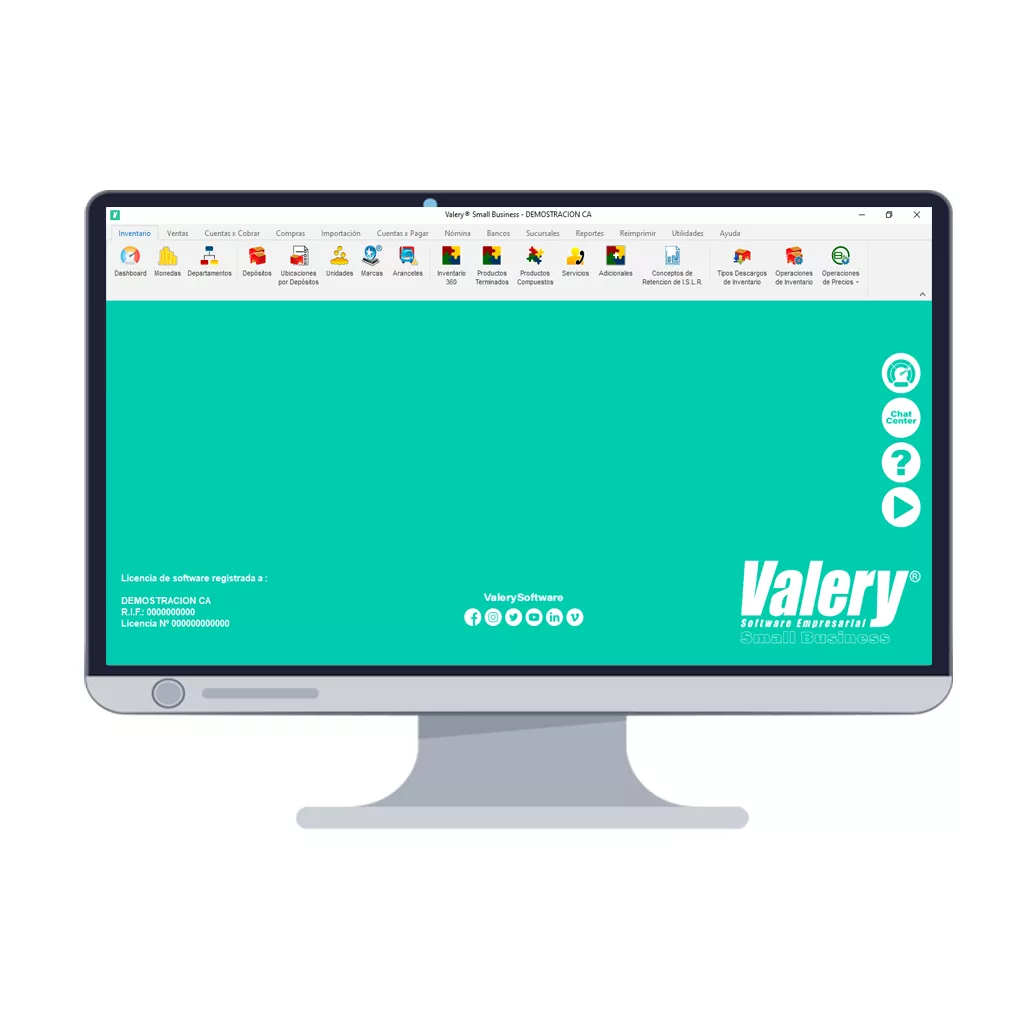 Valery® Small Business - DEMOSTRACION CA
Inventario Ventas Cuentas x Cobrar Compras Importación Cuentas x Pagar Nómina Bancos Sucursales Reportes Reimprimir Utilidades Ayuda
Dashboard Monedas Departamentos Depósitos Ubicaciones Unidades Marcas Aranceles Inventario Productos Productos Servicios Adicionales Conceptos de Tipos Descargos Operaciones Operaciones
por Depósitos 360 Terminados Compuestos Retencion de I.S.L.R. de Inventario de Inventario de Precios
Chat
Center
?
Licencia de software registrada a :
DEMOSTRACION CA
R.I.F.: 0000000000
Licencia Nº 000000000000
ValerySoftware
Valery®
Software Empresarial
Small Business